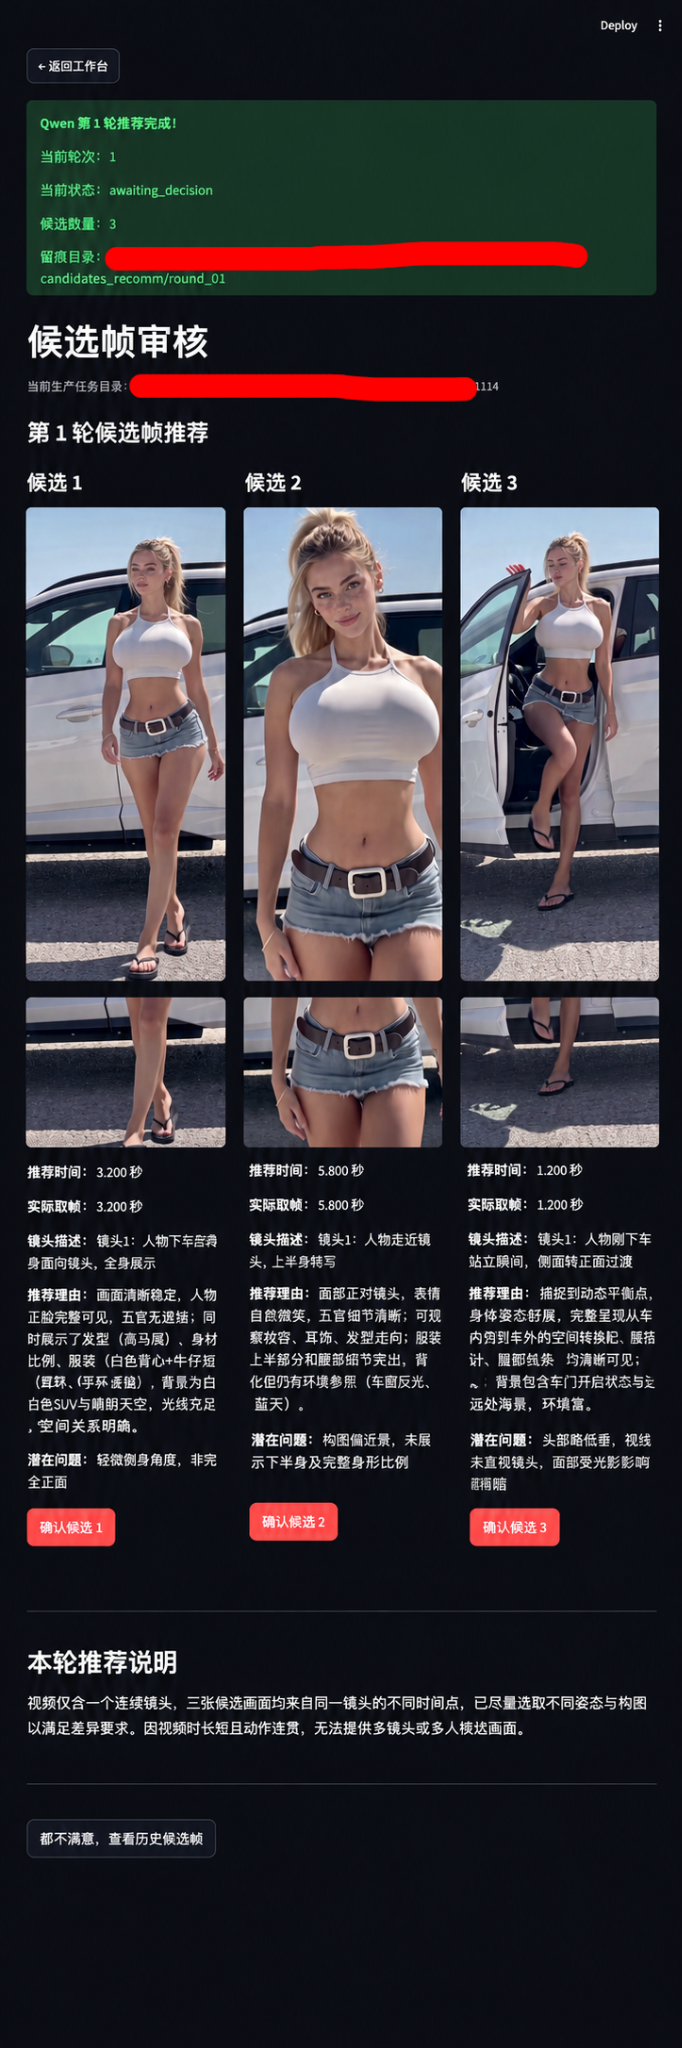 Deploy
← 返回工作台
Qwen 第 1 轮推荐完成！
当前轮次： 1
当前状态： awaiting_decision
候选数量： 3
留痕目录：
candidates_recomm/round_01
候选帧审核
当前生产任务目录：
1114
第 1 轮候选帧推荐
候选 1
候选 2
候选 3
推荐时间： 3.200 秒
实际取帧： 3.200 秒
镜头描述： 镜头1：人物下车
身面向镜头, 全身展示
推荐理由： 画面清晰稳定，人物
正脸完整可见，五官无遮挡；同
时展示了发型（高马尾）、身材
比例、服装（白色背心+牛仔短
，背景为白
白色SUV与晴朗天空，光线充足
，空间关系明确。
潜在问题： 轻微侧身角度，非完
全正面
确认候选 1
推荐时间： 5.800 秒
实际取帧： 5.800 秒
镜头描述： 镜头1：人物走近镜
头, 上半身特写
推荐理由： 面部正对镜头，表情
自然微笑，五官细节清晰；可观
察妆容、耳饰、发型走向；服装
上半部分和腰部细节突出，背
化但仍有环境参照（车窗反光、
蓝天）。
潜在问题： 构图偏近景，未展
示下半身及完整身形比例
确认候选 2
推荐时间： 1.200 秒
实际取帧： 1.200 秒
镜头描述： 镜头1：人物刚下车
站立瞬间，侧面转正面过渡
推荐理由： 捕捉到动态平衡点，
身体姿态舒展，完整呈现从车
内到车外的空间转换
计、 均清晰可见；
背景包含车门开启状态与
远处海景，环境富。
潜在问题： 头部略低垂，视线
未直视镜头，面部受光影影响
确认候选 3
本轮推荐说明
视频仅含一个连续镜头，三张候选画面均来自同一镜头的不同时间点，已尽量选取不同姿态与构图
以满足差异要求。因视频时长短且动作连贯，无法提供多镜头或多人 画面。
都不满意，查看历史候选帧